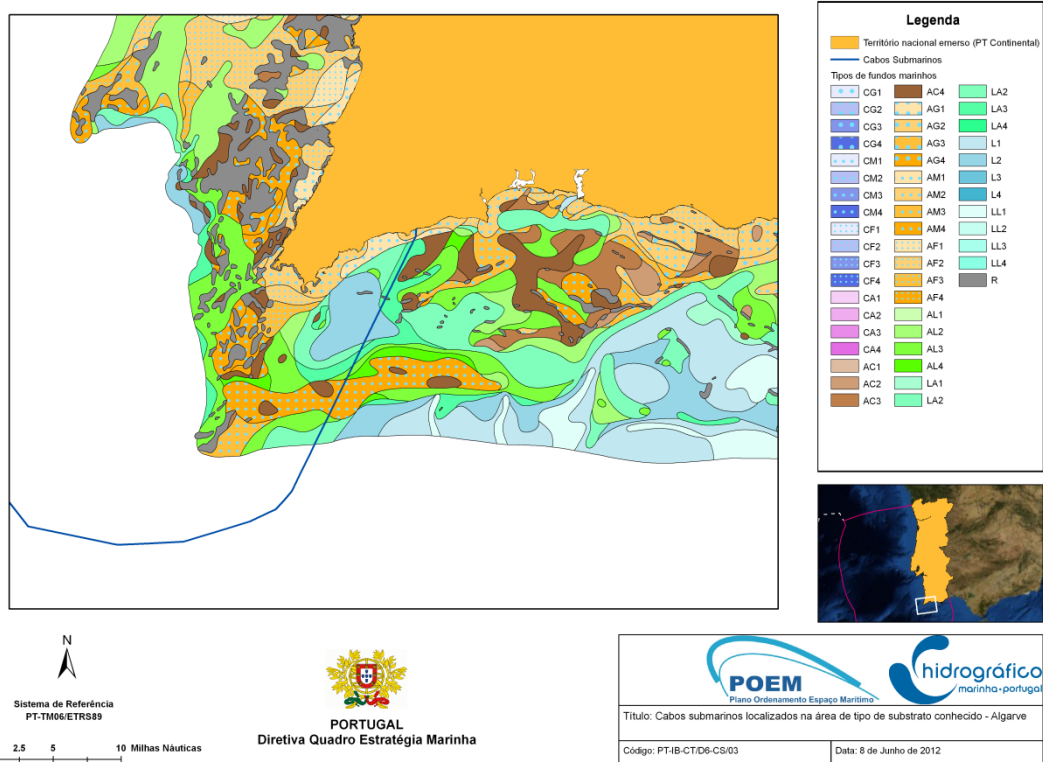 Legenda
Território nacional emerso (PT Continental)
Cabos Submarinos
Tipos de fundos marinhos
CG1
CG2
CG3
CG4
CM1
CM2
CM3
CM4
CF1
CF2
CF3
CF4
CA1
CA2
CA3
CA4
AC1
AC2
AC3
AC4
AG1
AG2
AG3
AG4
AM1
AM2
AM3
AM4
AF1
AF2
AF3
AF4
AL1
AL2
AL3
AL4
LA1
LA2
LA2
LA3
LA4
L1
L2
L3
L4
LL1
LL2
LL3
LL4
R
N
Sistema de Referência
PT-TM06/ETRS89
2.5 5 10 Milhas Náuticas
PORTUGAL
Diretiva Quadro Estratégia Marinha
POEM
Plano Ordenamento Espaço Marítimo
hidrográfico
marinha•portugal
Título: Cabos submarinos localizados na área de tipo de substrato conhecido - Algarve
Código: PT-IB-CT/D6-CS/03
Data: 8 de Junho de 2012